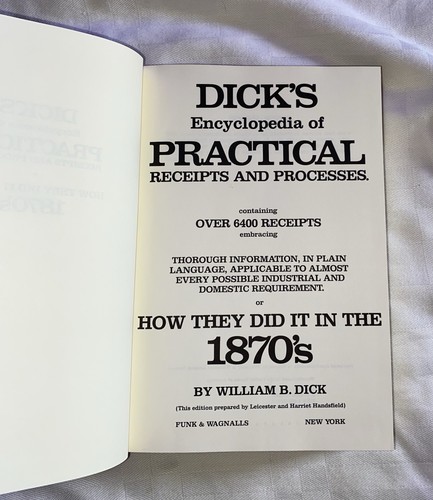 DICK'S
Encyclopedia of
PRACTICAL
RECEIPTS AND PROCESSES.
containing
OVER 6400 RECEIPTS
embracing
THOROUGH INFORMATION, IN PLAIN
LANGUAGE, APPLICABLE TO ALMOST
EVERY POSSIBLE INDUSTRIAL AND
DOMESTIC REQUIREMENT.
or
HOW THEY DID IT IN THE
1870's
BY WILLIAM B. DICK
(This edition prepared by Leicester and Harriet Handsfield)
FUNK & WAGNALLS NEW YORK